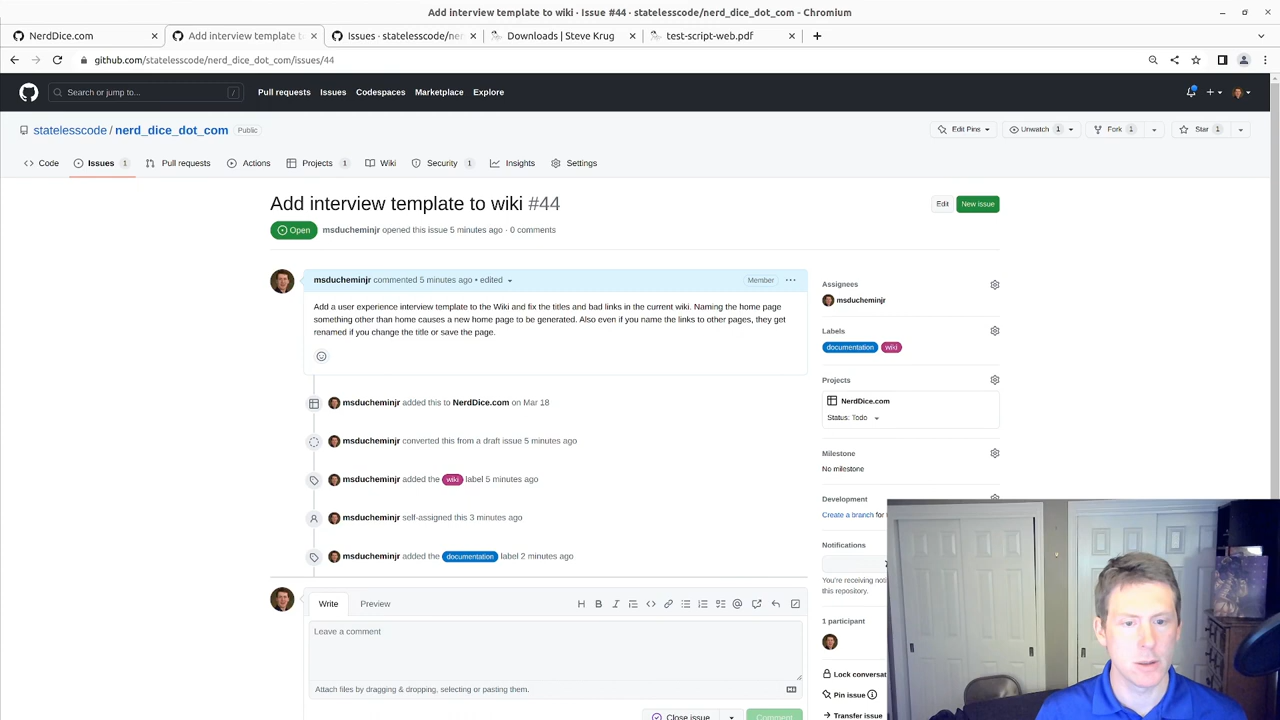 Add interview template to wiki · Issue #44 · statelesscode/nerd_dice_dot_com - Chromium
NerdDice.com
Add interview template t
Issues · statelesscode/ne
Downloads | Steve Krug
test-script-web.pdf
github.com/statelesscode/nerd_dice_dot_com/issues/44
Search or jump to...
/
Pull requests
Issues
Codespaces
Marketplace
Explore
statelesscode / nerd_dice_dot_com
Public
Edit Pins
Unwatch 1
Fork 1
Star 1
Code
Issues 1
Pull requests
Actions
Projects 1
Wiki
Security 1
Insights
Settings
Add interview template to wiki #44
Edit
New issue
Open
msducheminjr opened this issue 5 minutes ago · 0 comments
msducheminjr commented 5 minutes ago • edited
Member
Add a user experience interview template to the Wiki and fix the titles and bad links in the current wiki. Naming the home page
something other than home causes a new home page to be generated. Also even if you name the links to other pages, they get
renamed if you change the title or save the page.
msducheminjr added this to NerdDice.com on Mar 18
msducheminjr converted this from a draft issue 5 minutes ago
msducheminjr added the wiki label 5 minutes ago
msducheminjr self-assigned this 3 minutes ago
msducheminjr added the documentation label 2 minutes ago
Write
Preview
Leave a comment
Attach files by dragging & dropping, selecting or pasting them.
Close issue
Comment
Assignees
msducheminjr
Labels
documentation
wiki
Projects
NerdDice.com
Status: Todo
Milestone
No milestone
Development
Create a branch for
Notifications
You're receiving
this repository.
1 participant
Lock
Pin issue
Transfer issue